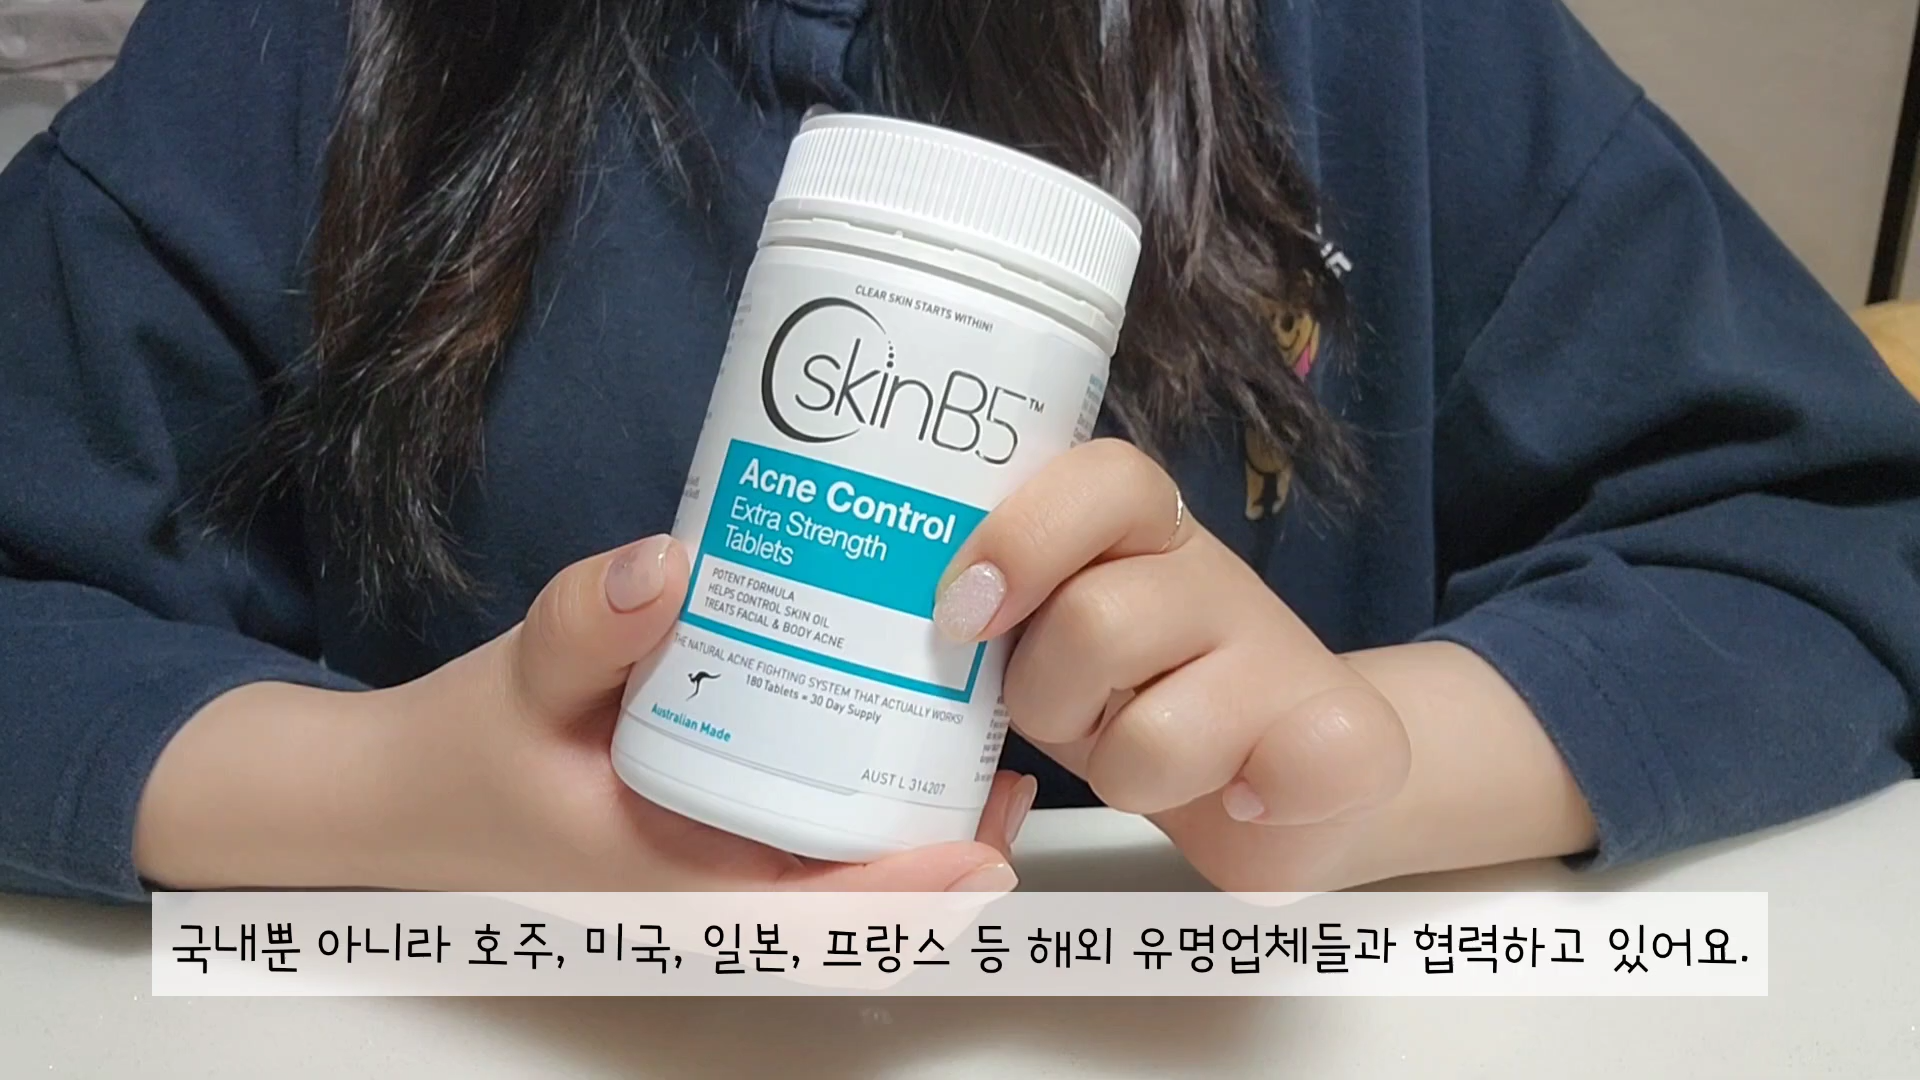 CLEAR SKIN STARTS WITHIN!
skinB5™
Acne Control
Extra Strength
Tablets
POTENT FORMULA
HELPS CONTROL SKIN OIL
TREATS FACIAL & BODY ACNE
THE NATURAL ACNE FIGHTING SYSTEM THAT ACTUALLY WORKS!
180 Tablets = 30 Day Supply
Australian Made
AUST L 314207
국내뿐 아니라 호주, 미국, 일본, 프랑스 등 해외 유명업체들과 협력하고 있어요.